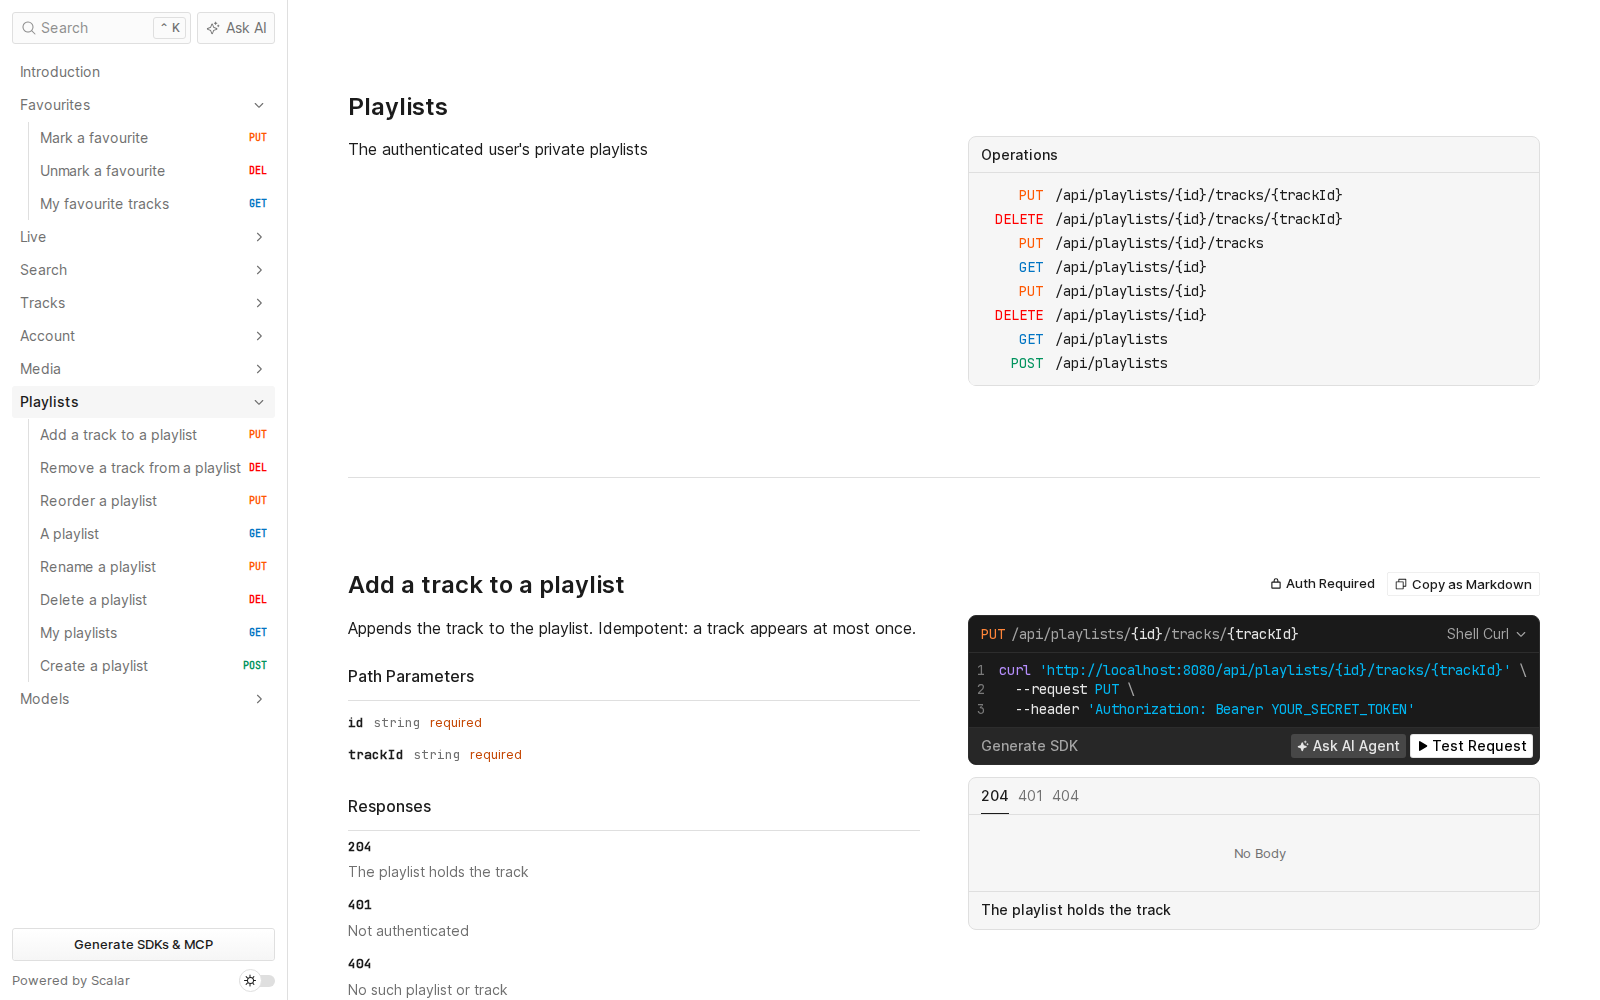 Search
⌃ K
Ask AI
Introduction
Favourites
Mark a favourite PUT
Unmark a favourite DEL
My favourite tracks GET
Live
Search
Tracks
Account
Media
Playlists
Add a track to a playlist PUT
Remove a track from a playlist DEL
Reorder a playlist PUT
A playlist GET
Rename a playlist PUT
Delete a playlist DEL
My playlists GET
Create a playlist POST
Models
Generate SDKs & MCP
Powered by Scalar
Playlists
The authenticated user's private playlists
Operations
PUT /api/playlists/{id}/tracks/{trackId}
DELETE /api/playlists/{id}/tracks/{trackId}
PUT /api/playlists/{id}/tracks
GET /api/playlists/{id}
PUT /api/playlists/{id}
DELETE /api/playlists/{id}
GET /api/playlists
POST /api/playlists
Add a track to a playlist
Appends the track to the playlist. Idempotent: a track appears at most once.
Path Parameters
id string required
trackId string required
Responses
204
The playlist holds the track
401
Not authenticated
404
No such playlist or track
Auth Required
Copy as Markdown
PUT /api/playlists/{id}/tracks/{trackId}
Shell Curl
1 curl 'http://localhost:8080/api/playlists/{id}/tracks/{trackId}' \
2 --request PUT \
3 --header 'Authorization: Bearer YOUR_SECRET_TOKEN'
Generate SDK
Ask AI Agent
Test Request
204 401 404
No Body
The playlist holds the track